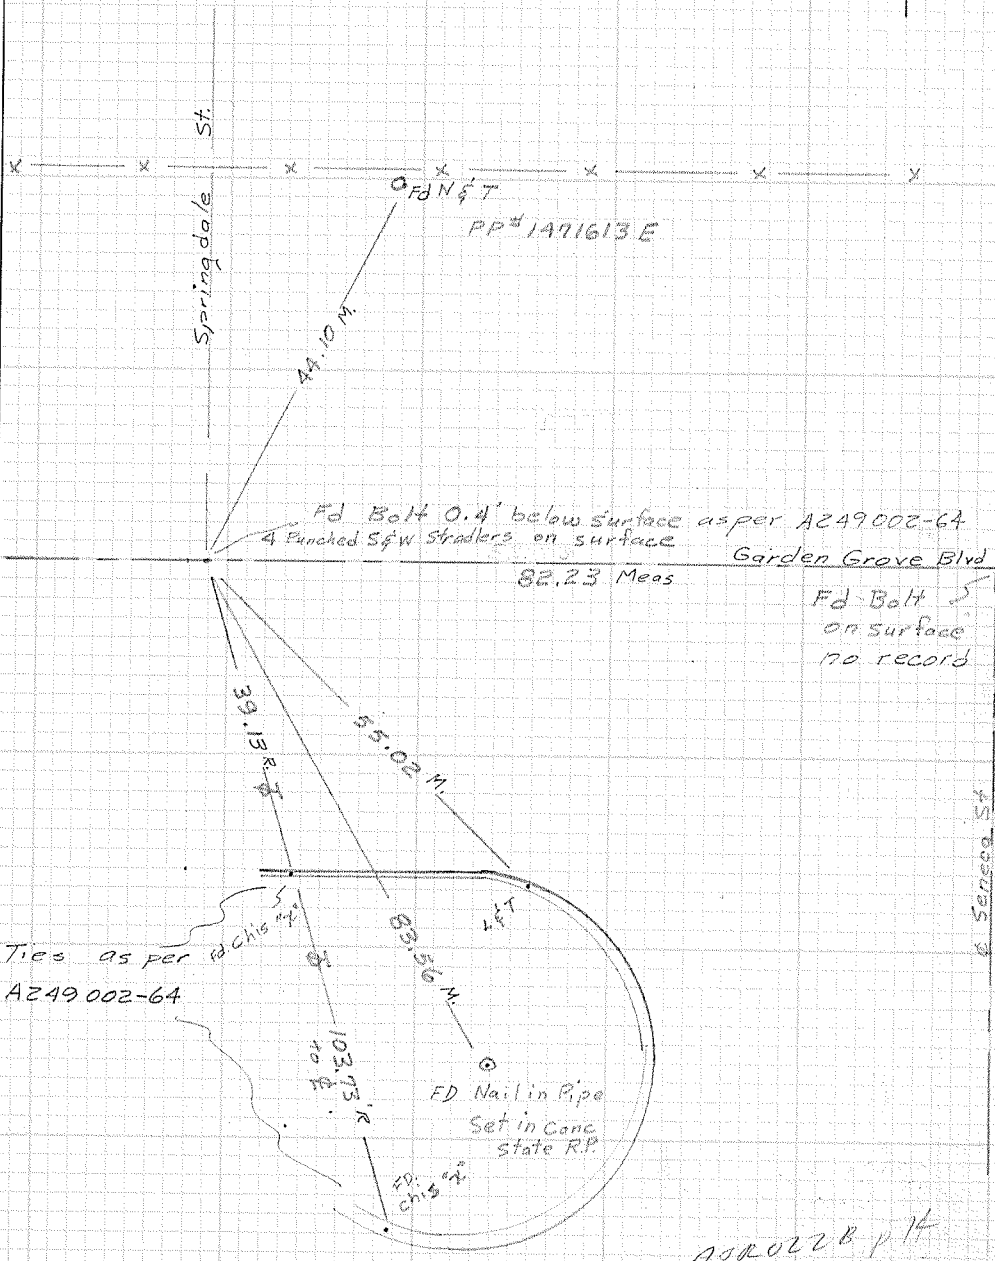 Springdale St.
Fd N & T
PP# 1471613 E
44.10 M.
Fd Bolt 0.4' below surface as per A249002-64
4 Punched S&W Stradlers on surface
Garden Grove Blvd
82.23 Meas
Fd Bolt
on surface
no record
39.13 R.
55.02 M.
83.56 M.
L&T
Fd. Chis "+"
Ties as per
A249002-64
103.73 R
to ℄.
FD Nail in Pipe
Set in Conc
State R.P.
FD.
Chis "+"
℄ Seneca St